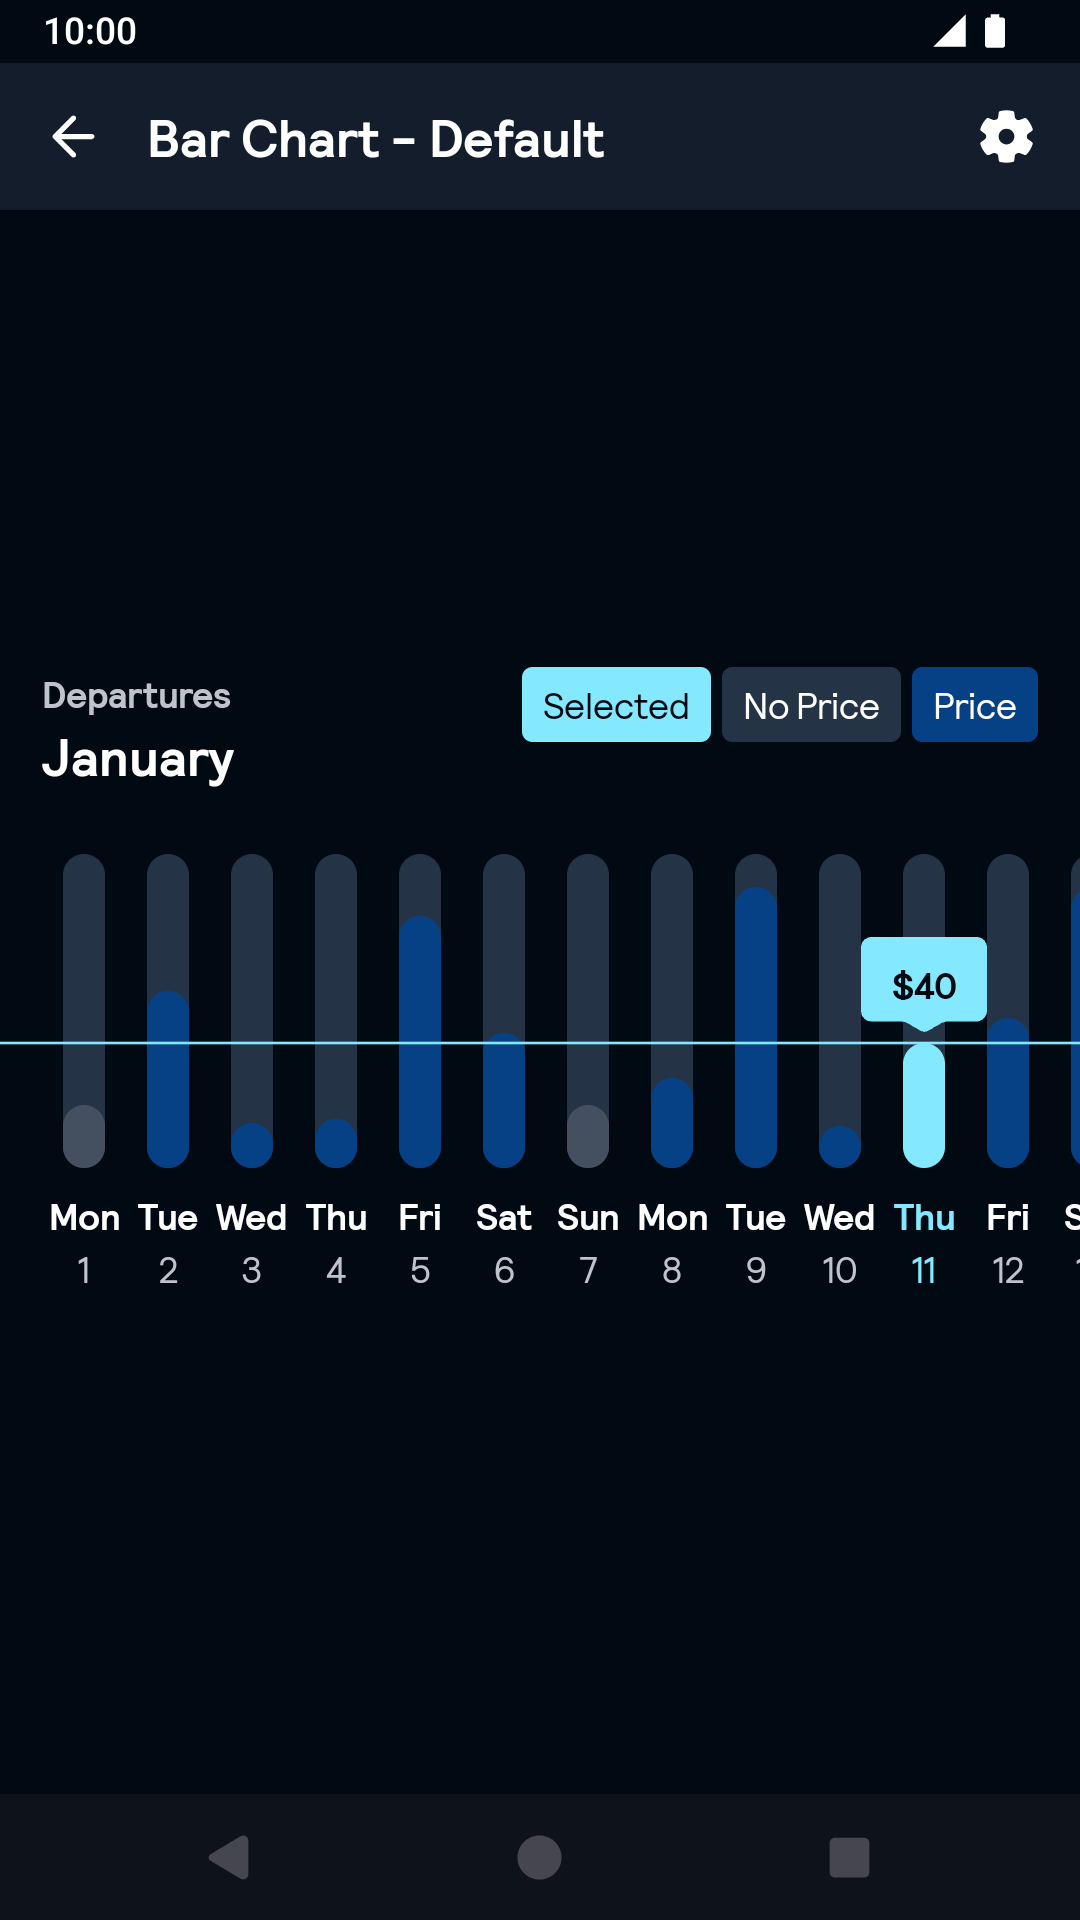 10:00
Bar Chart - Default
Departures
January
Selected No Price Price
$40
Mon Tue Wed Thu Fri Sat Sun Mon Tue Wed Thu Fri S
1 2 3 4 5 6 7 8 9 10 11 12